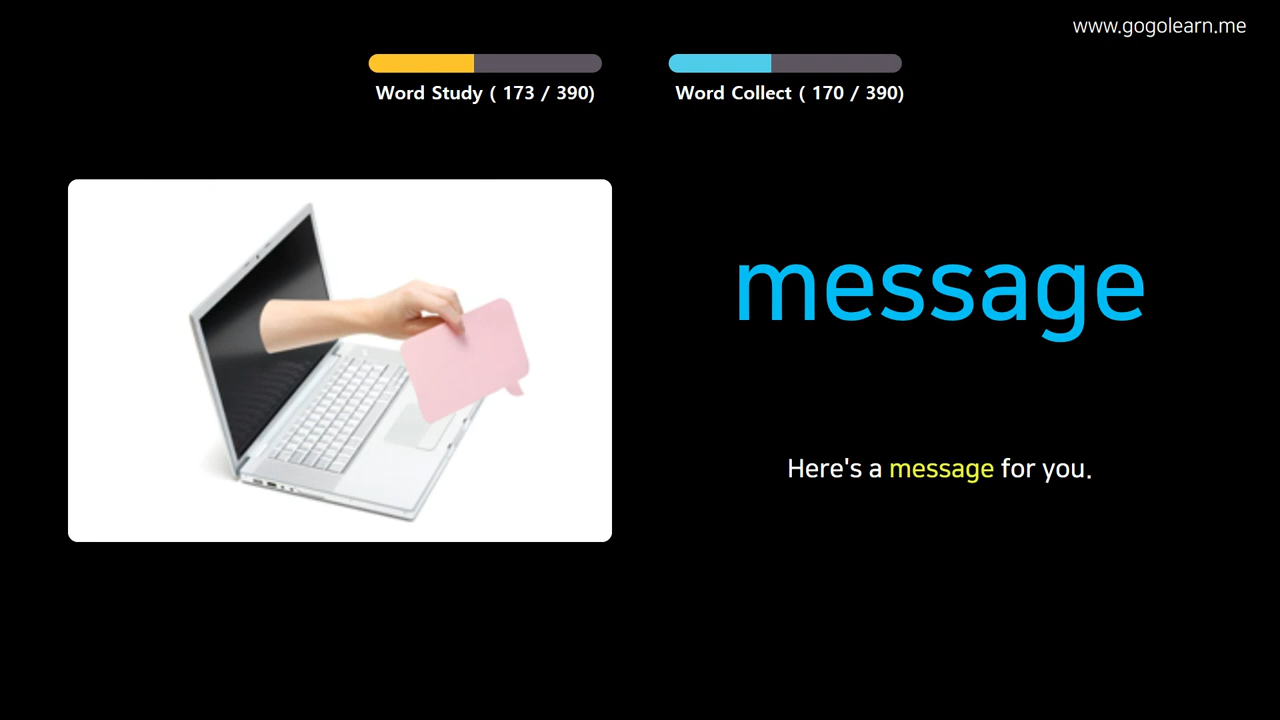 www.gogolearn.me
Word Study ( 173 / 390)
Word Collect ( 170 / 390)
message
Here's a message for you.